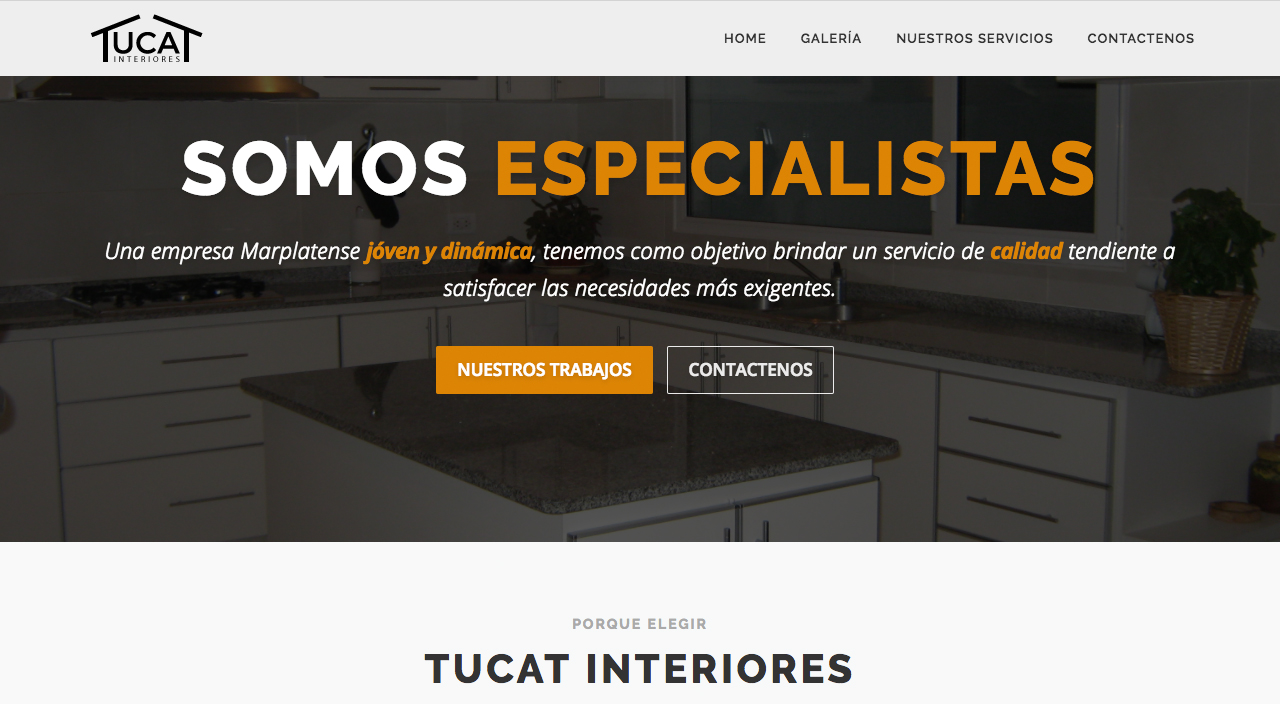 TUCAT
INTERIORES
HOME GALERÍA NUESTROS SERVICIOS CONTACTENOS
SOMOS ESPECIALISTAS
Una empresa Marplatense jóven y dinámica, tenemos como objetivo brindar un servicio de calidad tendiente a
satisfacer las necesidades más exigentes.
NUESTROS TRABAJOS CONTACTENOS
PORQUE ELEGIR
TUCAT INTERIORES